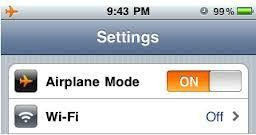 9:43 PM 99%
Settings
Airplane Mode ON
Wi-Fi Off